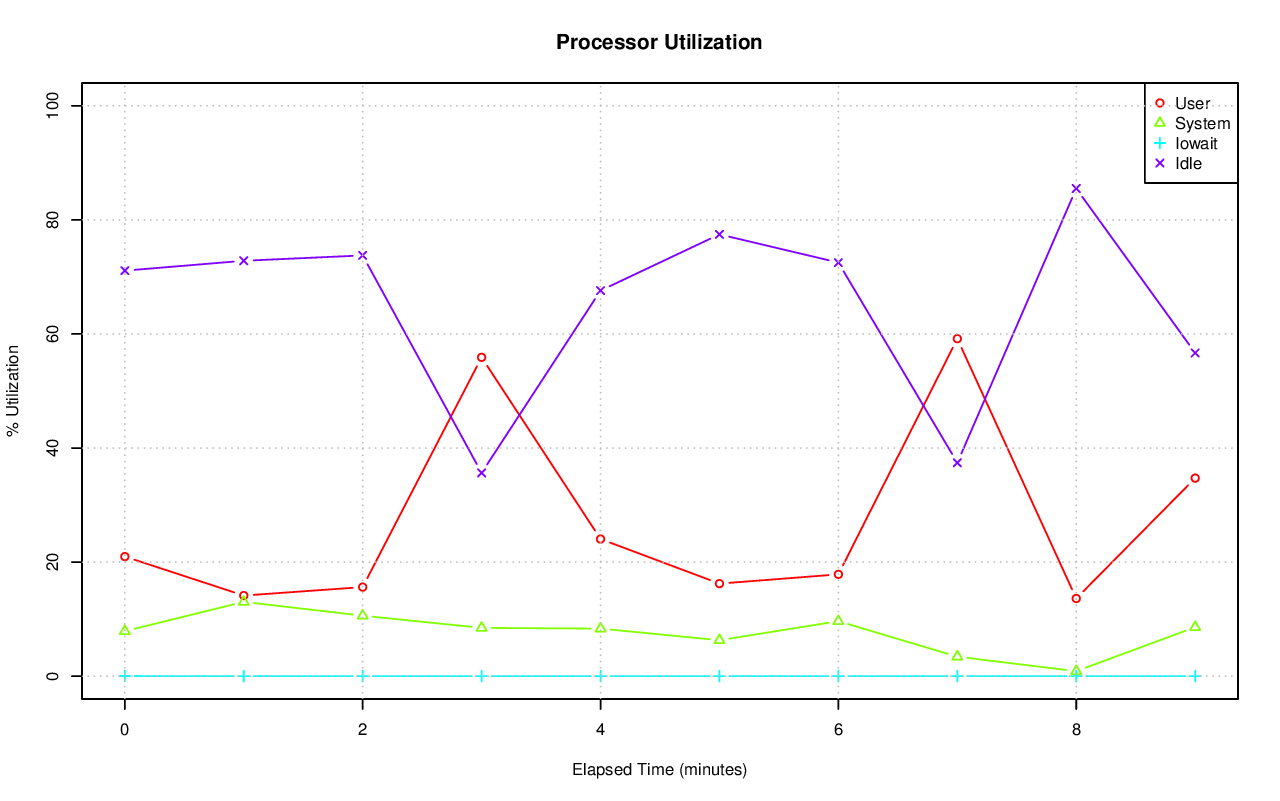 Processor Utilization
User
System
Iowait
Idle
% Utilization
100
80
60
40
20
0
0 2 4 6 8
Elapsed Time (minutes)